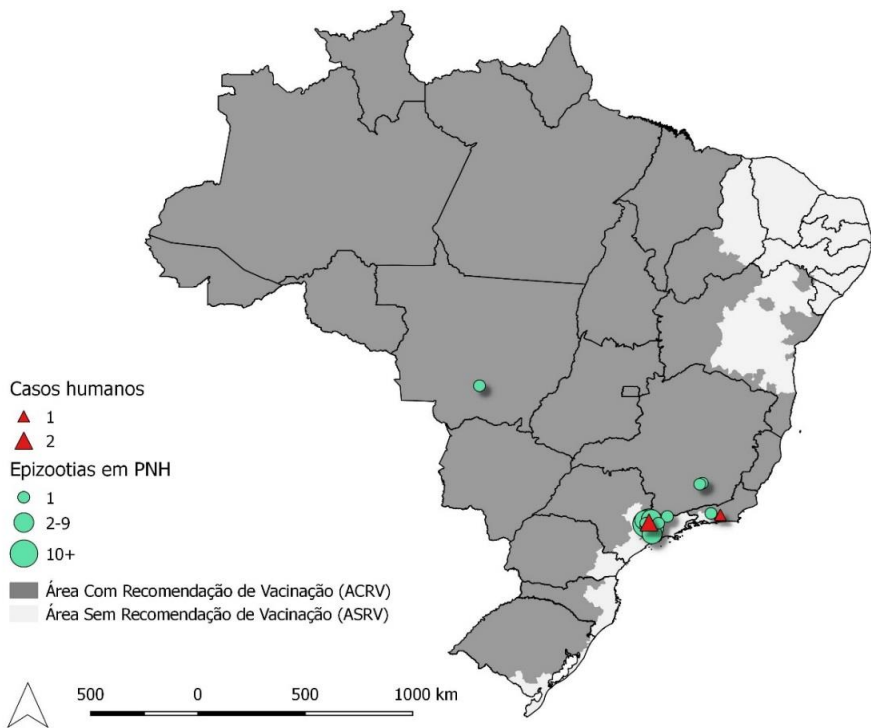 Casos humanos
1
2
Epizootias em PNH
1
2-9
10+
Área Com Recomendação de Vacinação (ACRV)
Área Sem Recomendação de Vacinação (ASRV)
500 0 500 1000 km